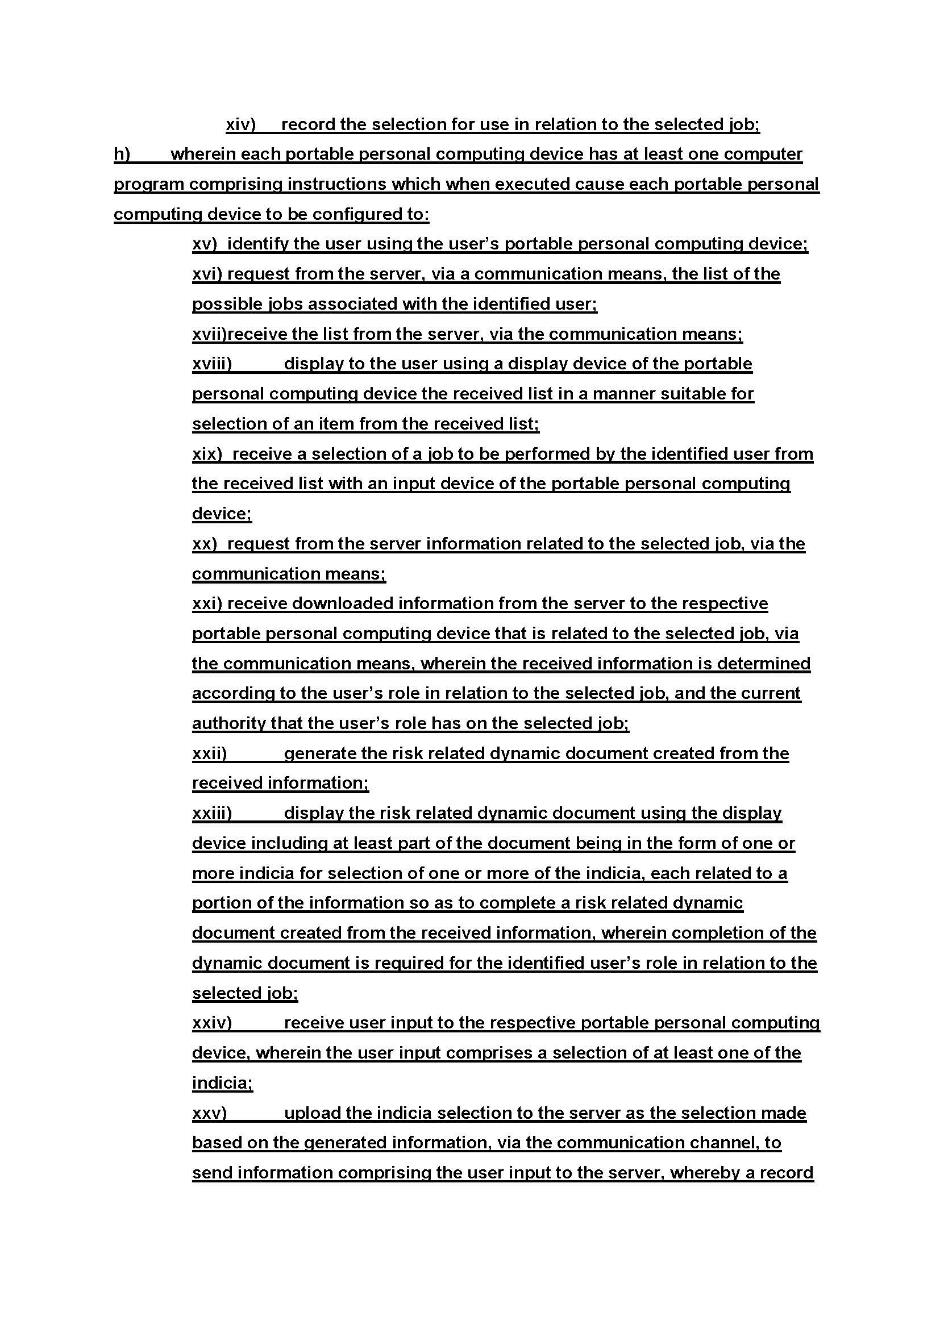 xiv) record the selection for use in relation to the selected job;
h) wherein each portable personal computing device has at least one computer
program comprising instructions which when executed cause each portable personal
computing device to be configured to:
xv) identify the user using the user’s portable personal computing device;
xvi) request from the server, via a communication means, the list of the
possible jobs associated with the identified user;
xvii)receive the list from the server, via the communication means;
xviii) display to the user using a display device of the portable
personal computing device the received list in a manner suitable for
selection of an item from the received list;
xix) receive a selection of a job to be performed by the identified user from
the received list with an input device of the portable personal computing
device;
xx) request from the server information related to the selected job, via the
communication means;
xxi) receive downloaded information from the server to the respective
portable personal computing device that is related to the selected job, via
the communication means, wherein the received information is determined
according to the user’s role in relation to the selected job, and the current
authority that the user’s role has on the selected job;
xxii) generate the risk related dynamic document created from the
received information;
xxiii) display the risk related dynamic document using the display
device including at least part of the document being in the form of one or
more indicia for selection of one or more of the indicia, each related to a
portion of the information so as to complete a risk related dynamic
document created from the received information, wherein completion of the
dynamic document is required for the identified user’s role in relation to the
selected job;
xxiv) receive user input to the respective portable personal computing
device, wherein the user input comprises a selection of at least one of the
indicia;
xxv) upload the indicia selection to the server as the selection made
based on the generated information, via the communication channel, to
send information comprising the user input to the server, whereby a record